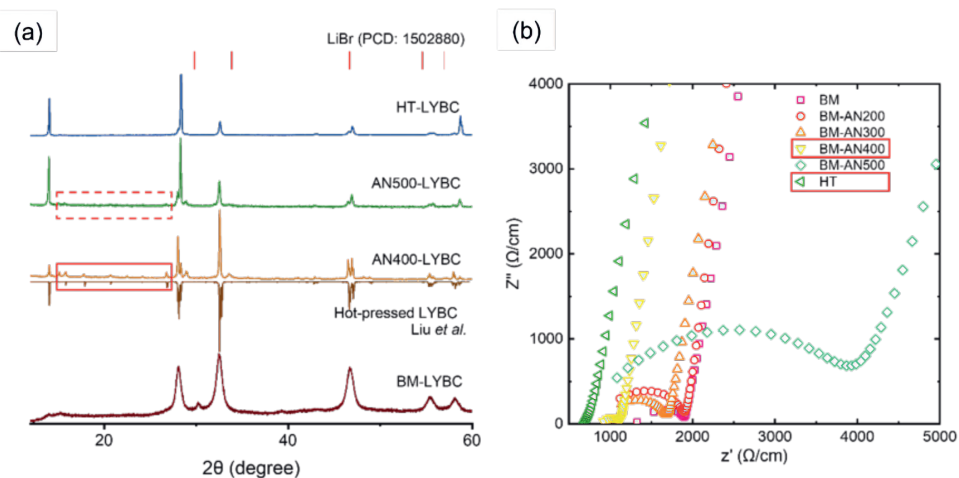 (a)
LiBr (PCD: 1502880)
HT-LYBC
AN500-LYBC
AN400-LYBC
Hot-pressed LYBC
Liu et al.
BM-LYBC
20
40
60
2θ (degree)
(b)
4000
3000
2000
1000
0
Z'' (Ω/cm)
BM
BM-AN200
BM-AN300
BM-AN400
BM-AN500
HT
1000
2000
3000
4000
5000
z' (Ω/cm)